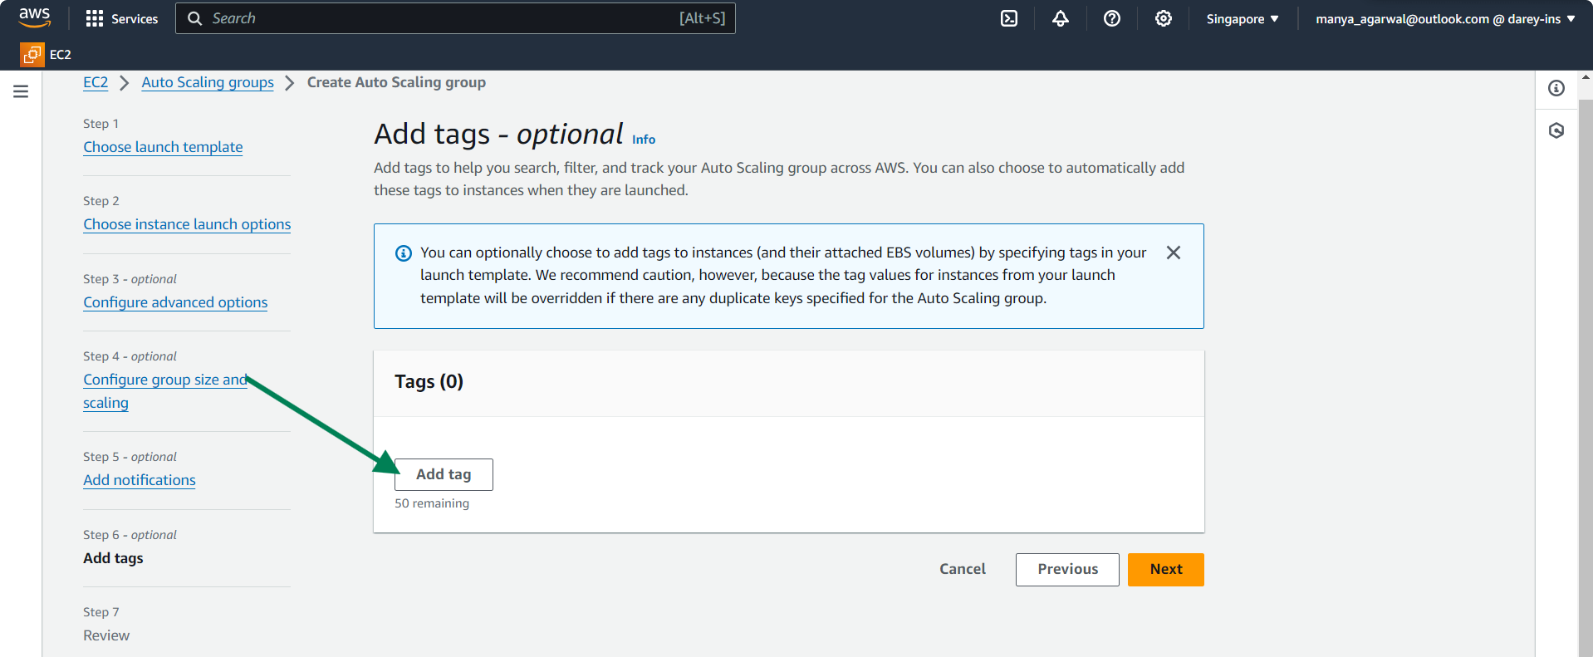 aws
Services
Search
[Alt+S]
Singapore
manya_agarwal@outlook.com @ darey-ins
EC2
EC2
Auto Scaling groups
Create Auto Scaling group
Step 1
Choose launch template
Step 2
Choose instance launch options
Step 3 - optional
Configure advanced options
Step 4 - optional
Configure group size and
scaling
Step 5 - optional
Add notifications
Step 6 - optional
Add tags
Step 7
Review
Add tags - optional Info
Add tags to help you search, filter, and track your Auto Scaling group across AWS. You can also choose to automatically add
these tags to instances when they are launched.
You can optionally choose to add tags to instances (and their attached EBS volumes) by specifying tags in your
launch template. We recommend caution, however, because the tag values for instances from your launch
template will be overridden if there are any duplicate keys specified for the Auto Scaling group.
Tags (0)
Add tag
50 remaining
Cancel
Previous
Next